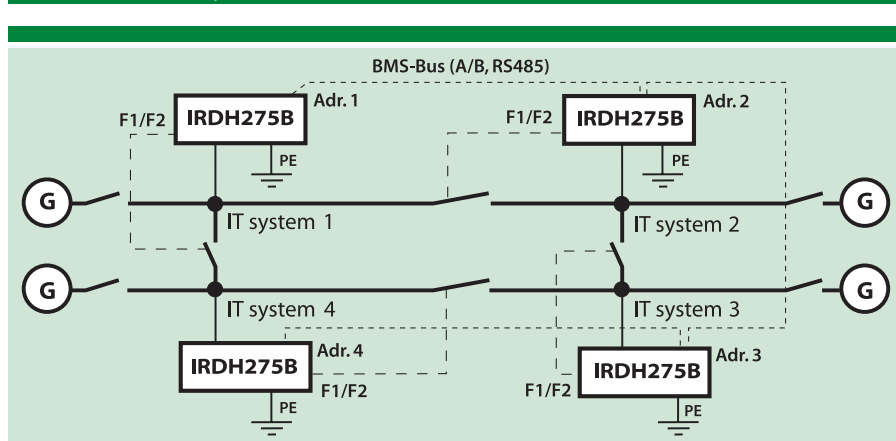 BMS-Bus (A/B, RS485)
IRDH275B
Adr. 1
F1/F2
PE
IRDH275B
Adr. 2
F1/F2
PE
G
IT system 1
IT system 2
G
G
IT system 4
IT system 3
G
IRDH275B
Adr. 4
F1/F2
PE
IRDH275B
Adr. 3
F1/F2
PE